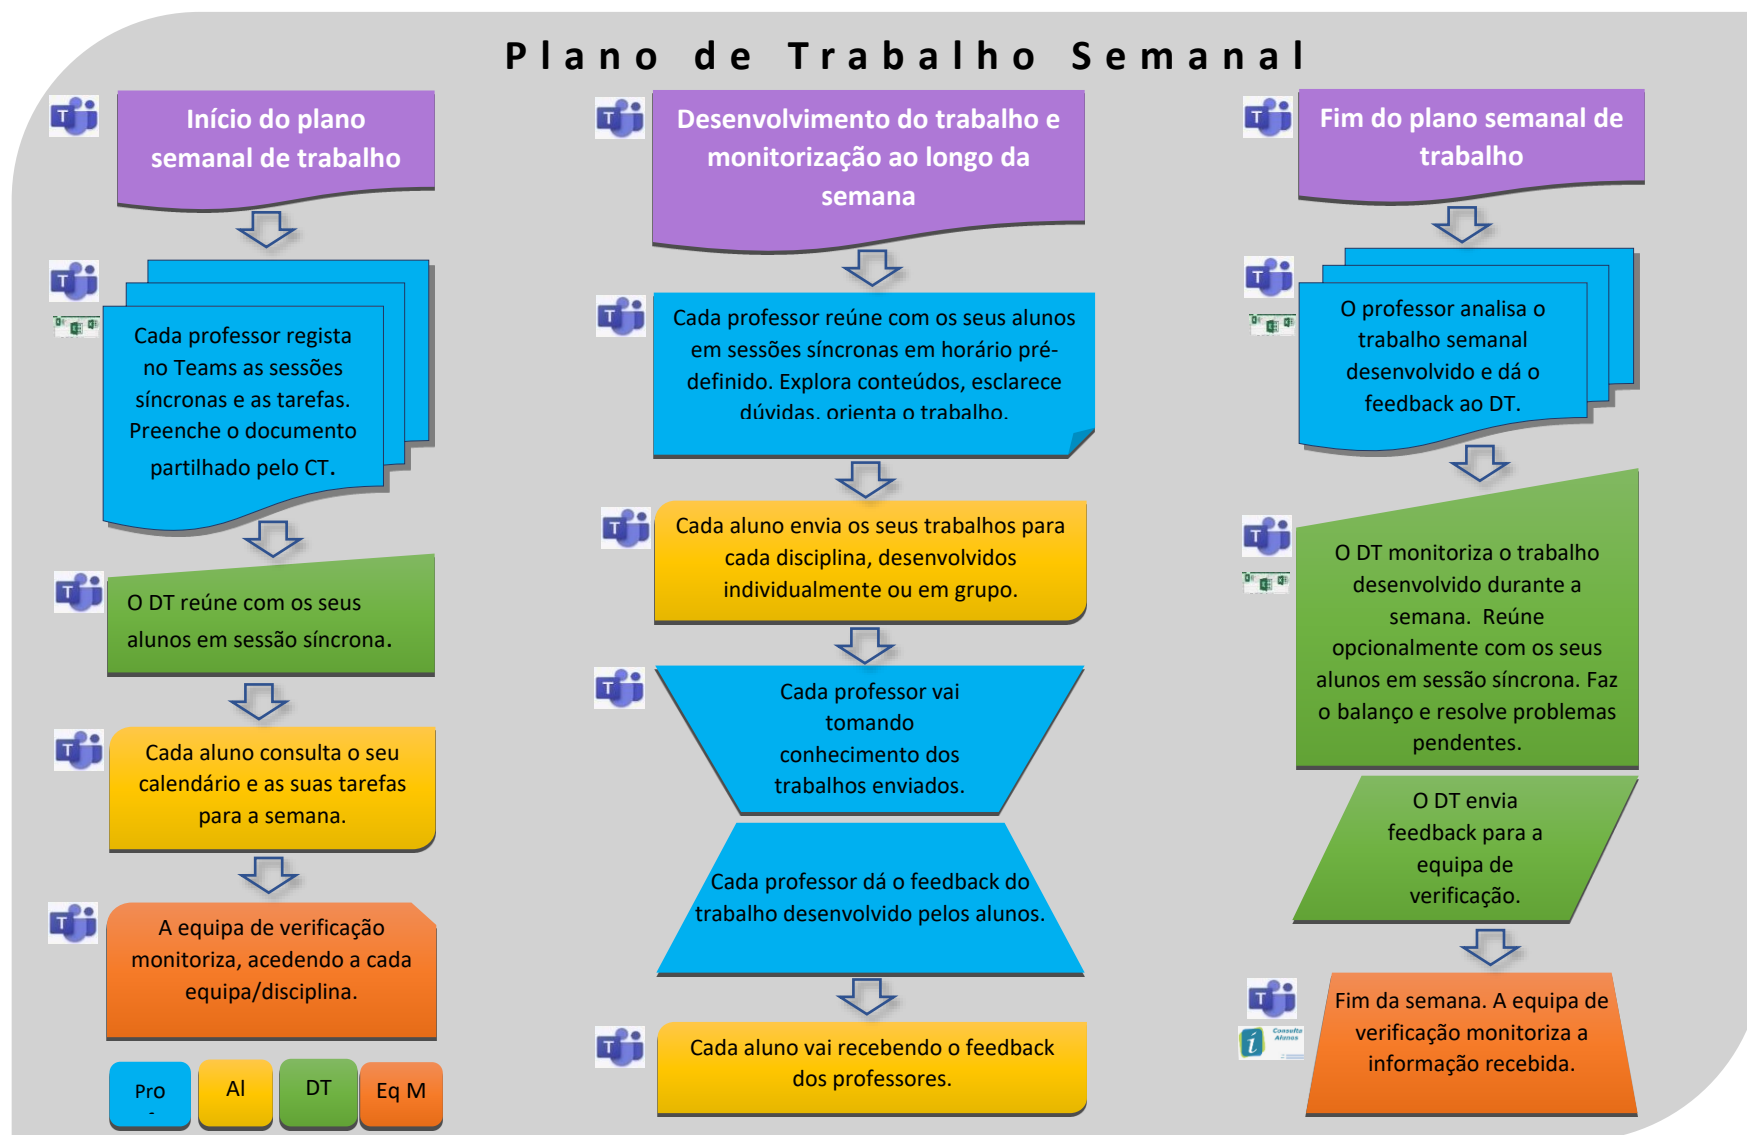 Plano de Trabalho Semanal
Início do plano
semanal de trabalho
Cada professor regista
no Teams as sessões
síncronas e as tarefas.
Preenche o documento
partilhado pelo CT.
O DT reúne com os seus
alunos em sessão síncrona.
Cada aluno consulta o seu
calendário e as suas tarefas
para a semana.
A equipa de verificação
monitoriza, acedendo a cada
equipa/disciplina.
Pro
-
Al
DT
Eq M
Desenvolvimento do trabalho e
monitorização ao longo da
semana
Cada professor reúne com os seus alunos
em sessões síncronas em horário pré-
definido. Explora conteúdos, esclarece
dúvidas, orienta o trabalho.
Cada aluno envia os seus trabalhos para
cada disciplina, desenvolvidos
individualmente ou em grupo.
Cada professor vai
tomando
conhecimento dos
trabalhos enviados.
Cada professor dá o feedback do
trabalho desenvolvido pelos alunos.
Cada aluno vai recebendo o feedback
dos professores.
Fim do plano semanal de
trabalho
O professor analisa o
trabalho semanal
desenvolvido e dá o
feedback ao DT.
O DT monitoriza o trabalho
desenvolvido durante a
semana. Reúne
opcionalmente com os seus
alunos em sessão síncrona. Faz
o balanço e resolve problemas
pendentes.
O DT envia
feedback para a
equipa de
verificação.
Consulta
Alunos
Fim da semana. A equipa de
verificação monitoriza a
informação recebida.